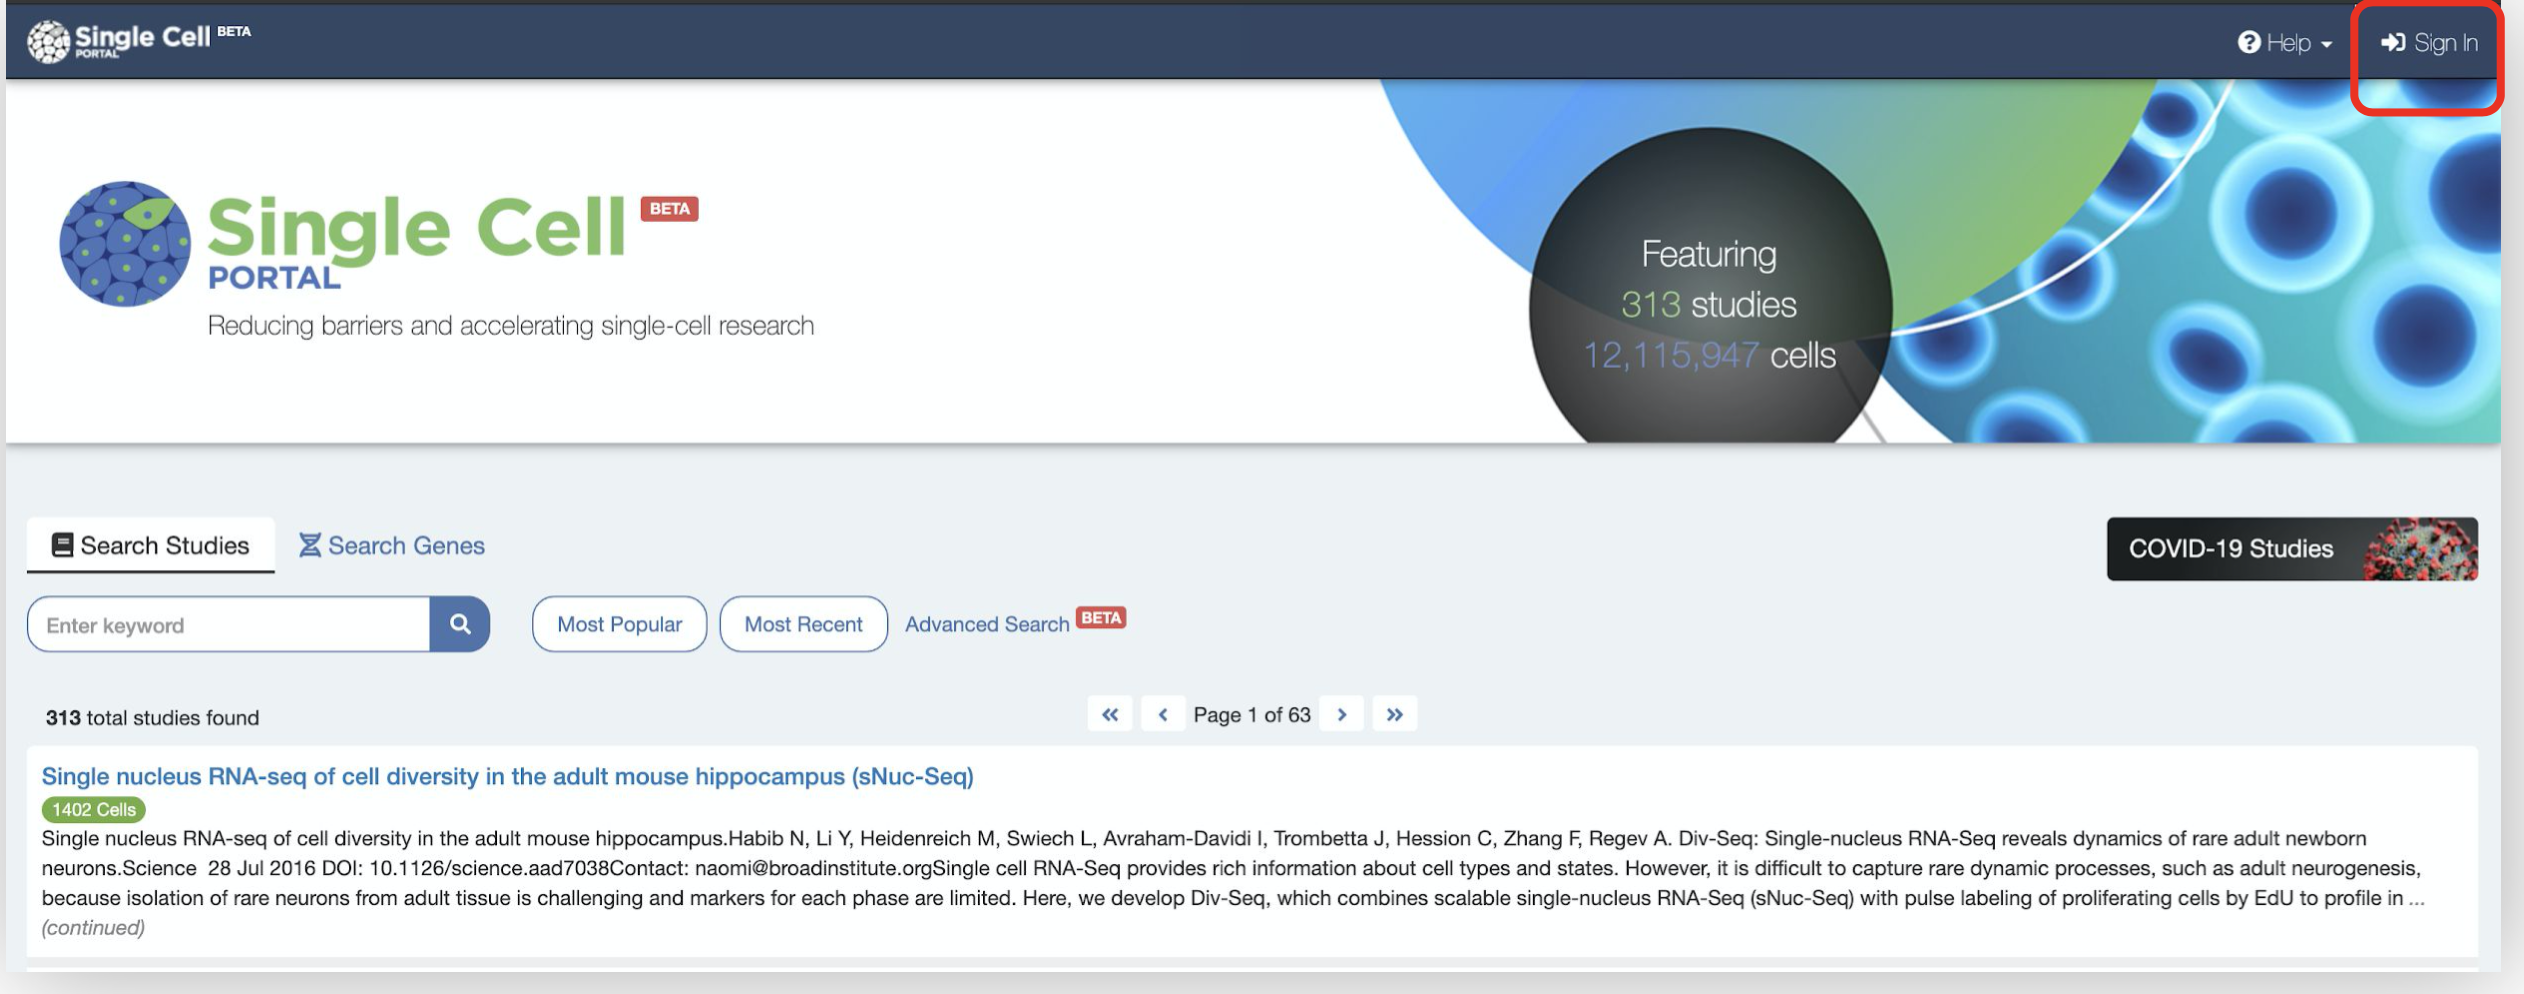 Single Cell BETA
PORTAL
Help
Sign In
Single Cell BETA
PORTAL
Reducing barriers and accelerating single-cell research
Featuring
313 studies
12,115,947 cells
Search Studies
Search Genes
COVID-19 Studies
Enter keyword
Most Popular
Most Recent
Advanced Search BETA
313 total studies found
« ‹ Page 1 of 63 › »
Single nucleus RNA-seq of cell diversity in the adult mouse hippocampus (sNuc-Seq)
1402 Cells
Single nucleus RNA-seq of cell diversity in the adult mouse hippocampus.Habib N, Li Y, Heidenreich M, Swiech L, Avraham-Davidi I, Trombetta J, Hession C, Zhang F, Regev A. Div-Seq: Single-nucleus RNA-Seq reveals dynamics of rare adult newborn
neurons.Science  28 Jul 2016 DOI: 10.1126/science.aad7038Contact: naomi@broadinstitute.orgSingle cell RNA-Seq provides rich information about cell types and states. However, it is difficult to capture rare dynamic processes, such as adult neurogenesis,
because isolation of rare neurons from adult tissue is challenging and markers for each phase are limited. Here, we develop Div-Seq, which combines scalable single-nucleus RNA-Seq (sNuc-Seq) with pulse labeling of proliferating cells by EdU to profile in ...
(continued)